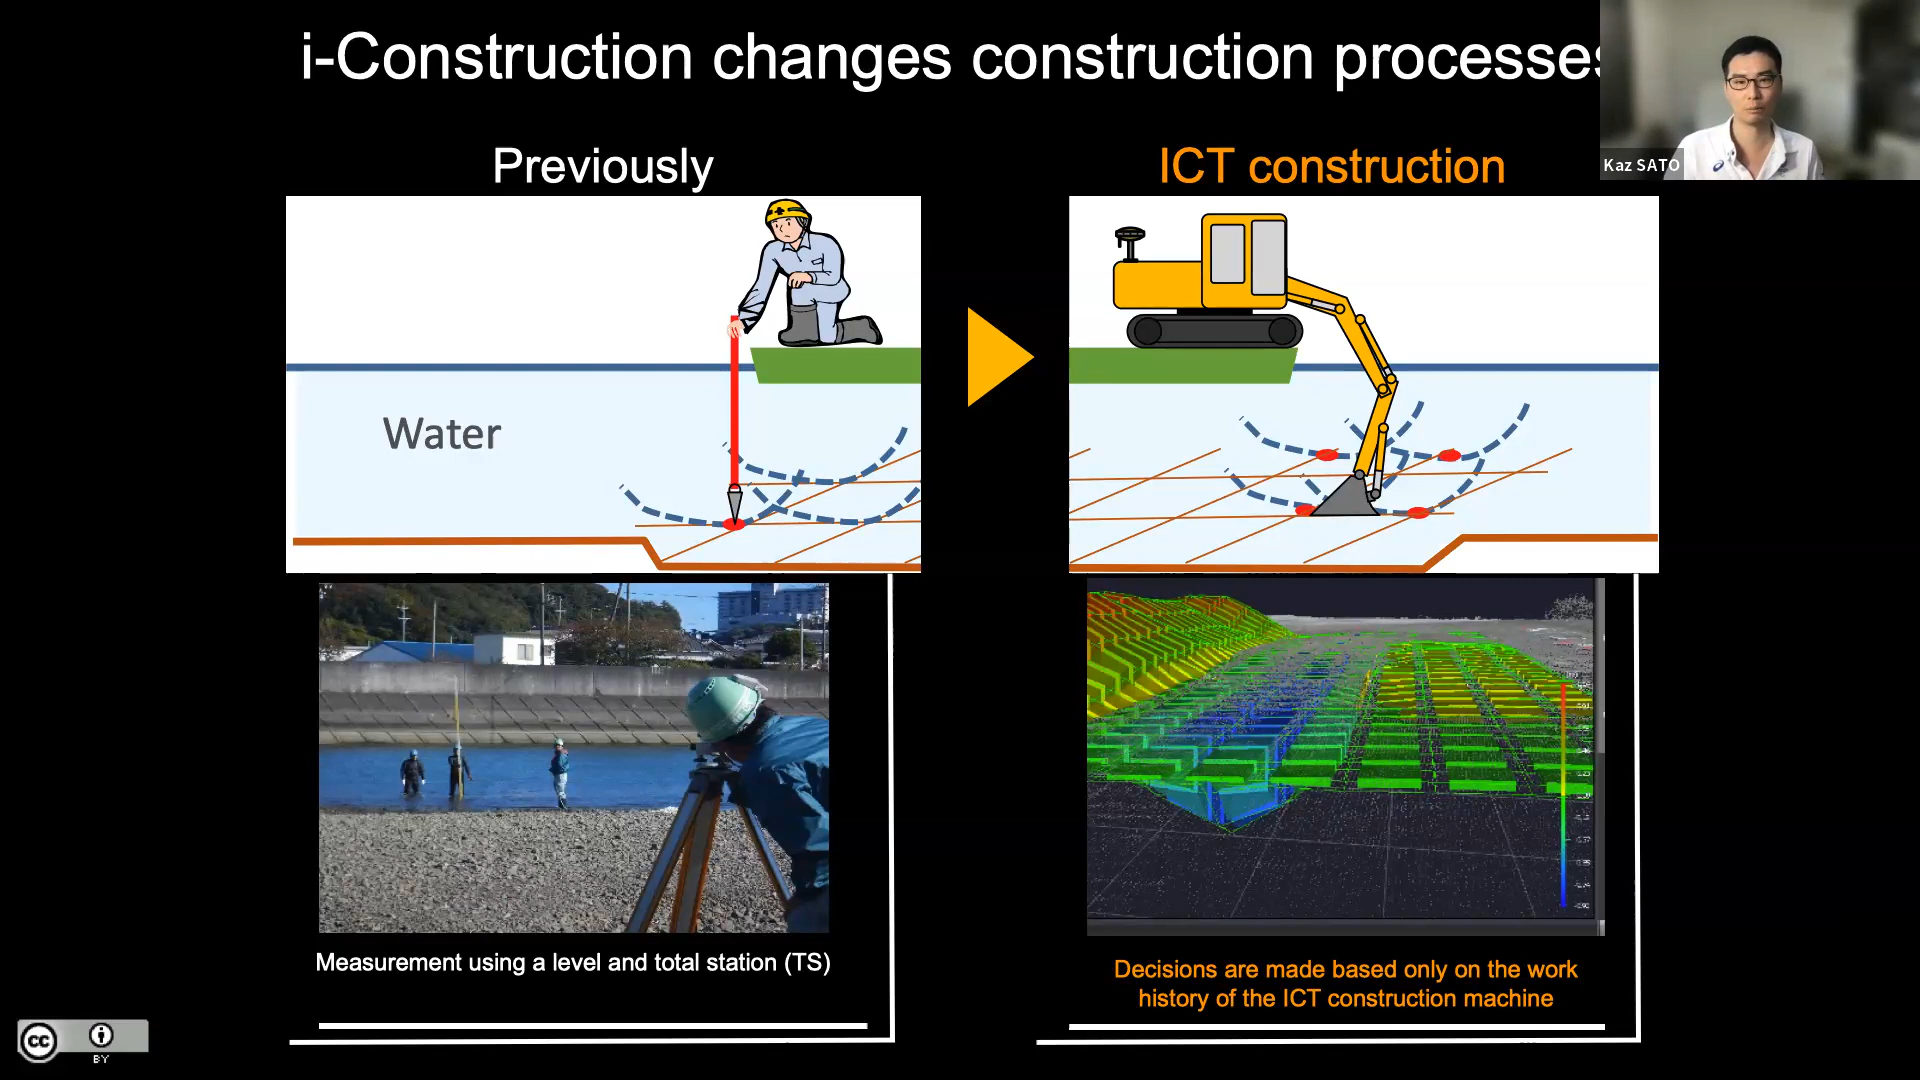 i-Construction changes construction processes
Kaz SATO
Previously
ICT construction
Water
Measurement using a level and total station (TS)
Decisions are made based only on the work
history of the ICT construction machine
cc
BY